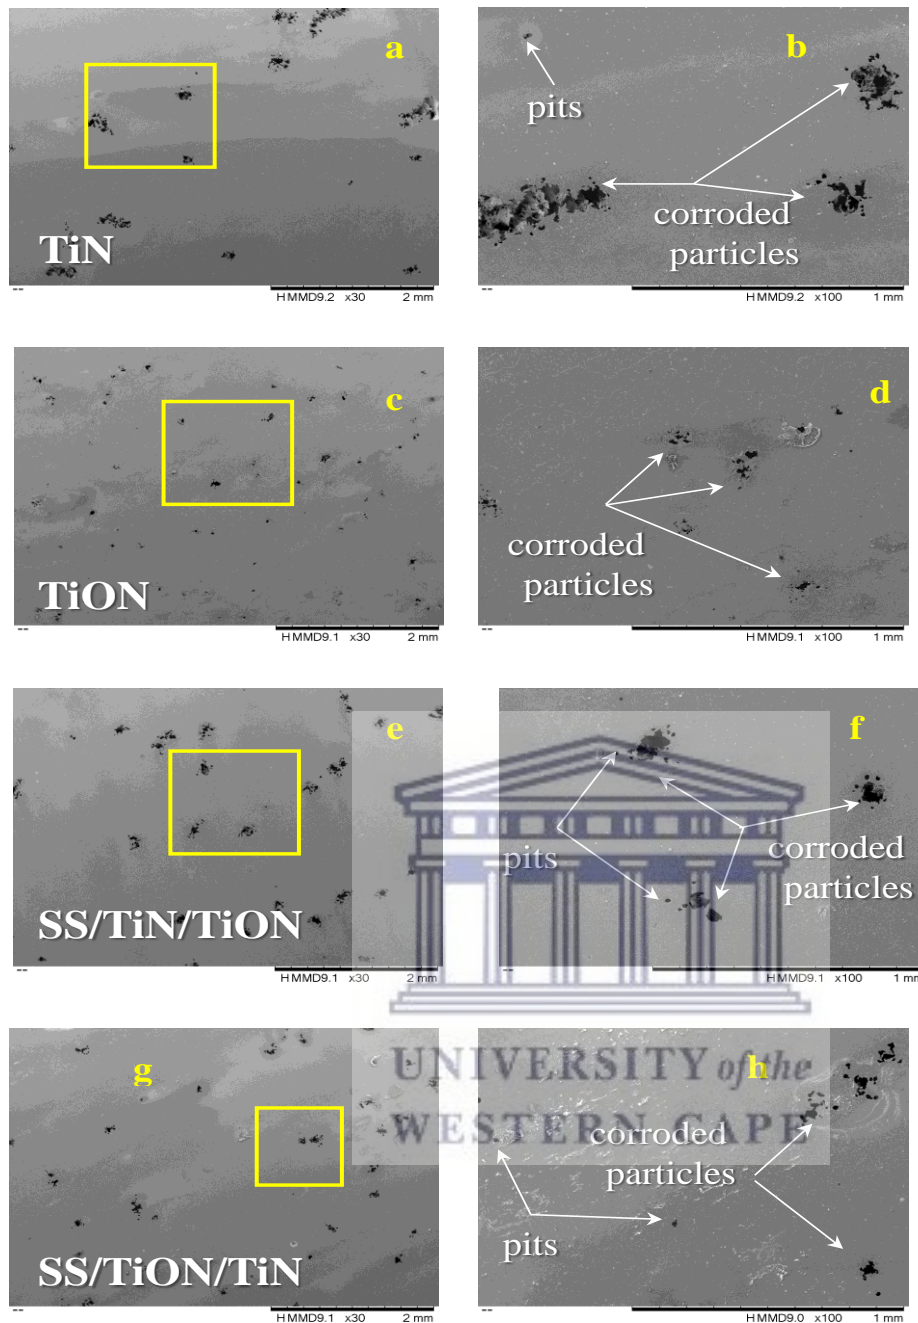 a
TiN
HMMD9.2 x30 2 mm
b
pits
corroded
particles
HMMD9.2 x100 1 mm
c
TiON
HMMD9.1 x30 2 mm
d
corroded
particles
HMMD9.1 x100 1 mm
e
SS/TiN/TiON
HMMD9.1 x30 2 mm
f
pits
corroded
particles
HMMD9.1 x100 1 mm
g
SS/TiON/TiN
HMMD9.1 x30 2 mm
h
corroded
particles
pits
HMMD9.0 x100 1 mm
UNIVERSITY of the
WESTERN CAPE